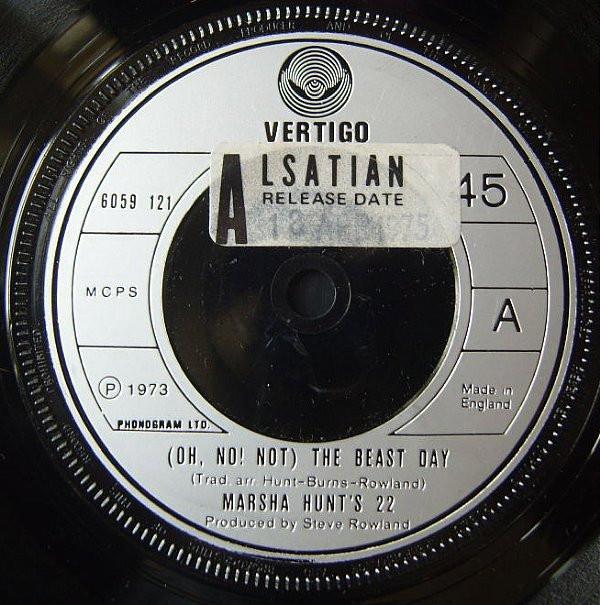 VERTIGO
ALSATIAN
RELEASE DATE
6059 121
45
MCPS
A
Ⓟ 1973
Made in
England
PHONOGRAM LTD.
(OH, NO! NOT) THE BEAST DAY
(Trad. arr. Hunt-Burns-Rowland)
MARSHA HUNT'S 22
Produced by Steve Rowland